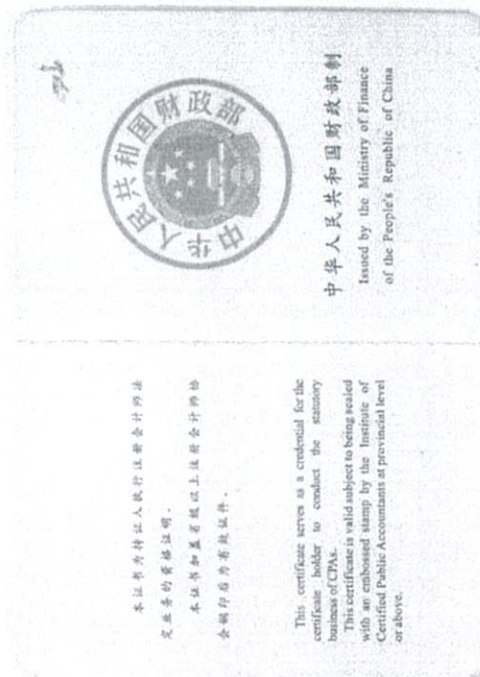 本证书为持证人执行注册会计师法
定业务的资格证明。
本证书加盖省级以上注册会计师协
会钢印后为有效证件。
This certificate serves as a credential for the
certificate holder to conduct the statutory
business of CPAs.
This certificate is valid subject to being sealed
with an embossed stamp by the Institute of
Certified Public Accountants at provincial level
or above.
中华人民共和国财政部
中华人民共和国财政部制
Issued by the Ministry of Finance
of the People's Republic of China